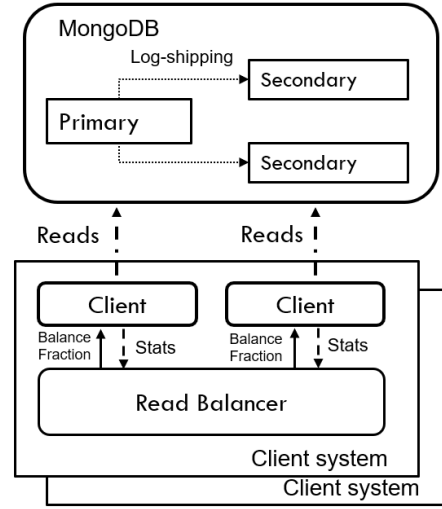 MongoDB
Log-shipping
Secondary
Primary
Secondary
Reads
Reads
Client
Client
Balance
Fraction
Stats
Balance
Fraction
Stats
Read Balancer
Client system
Client system